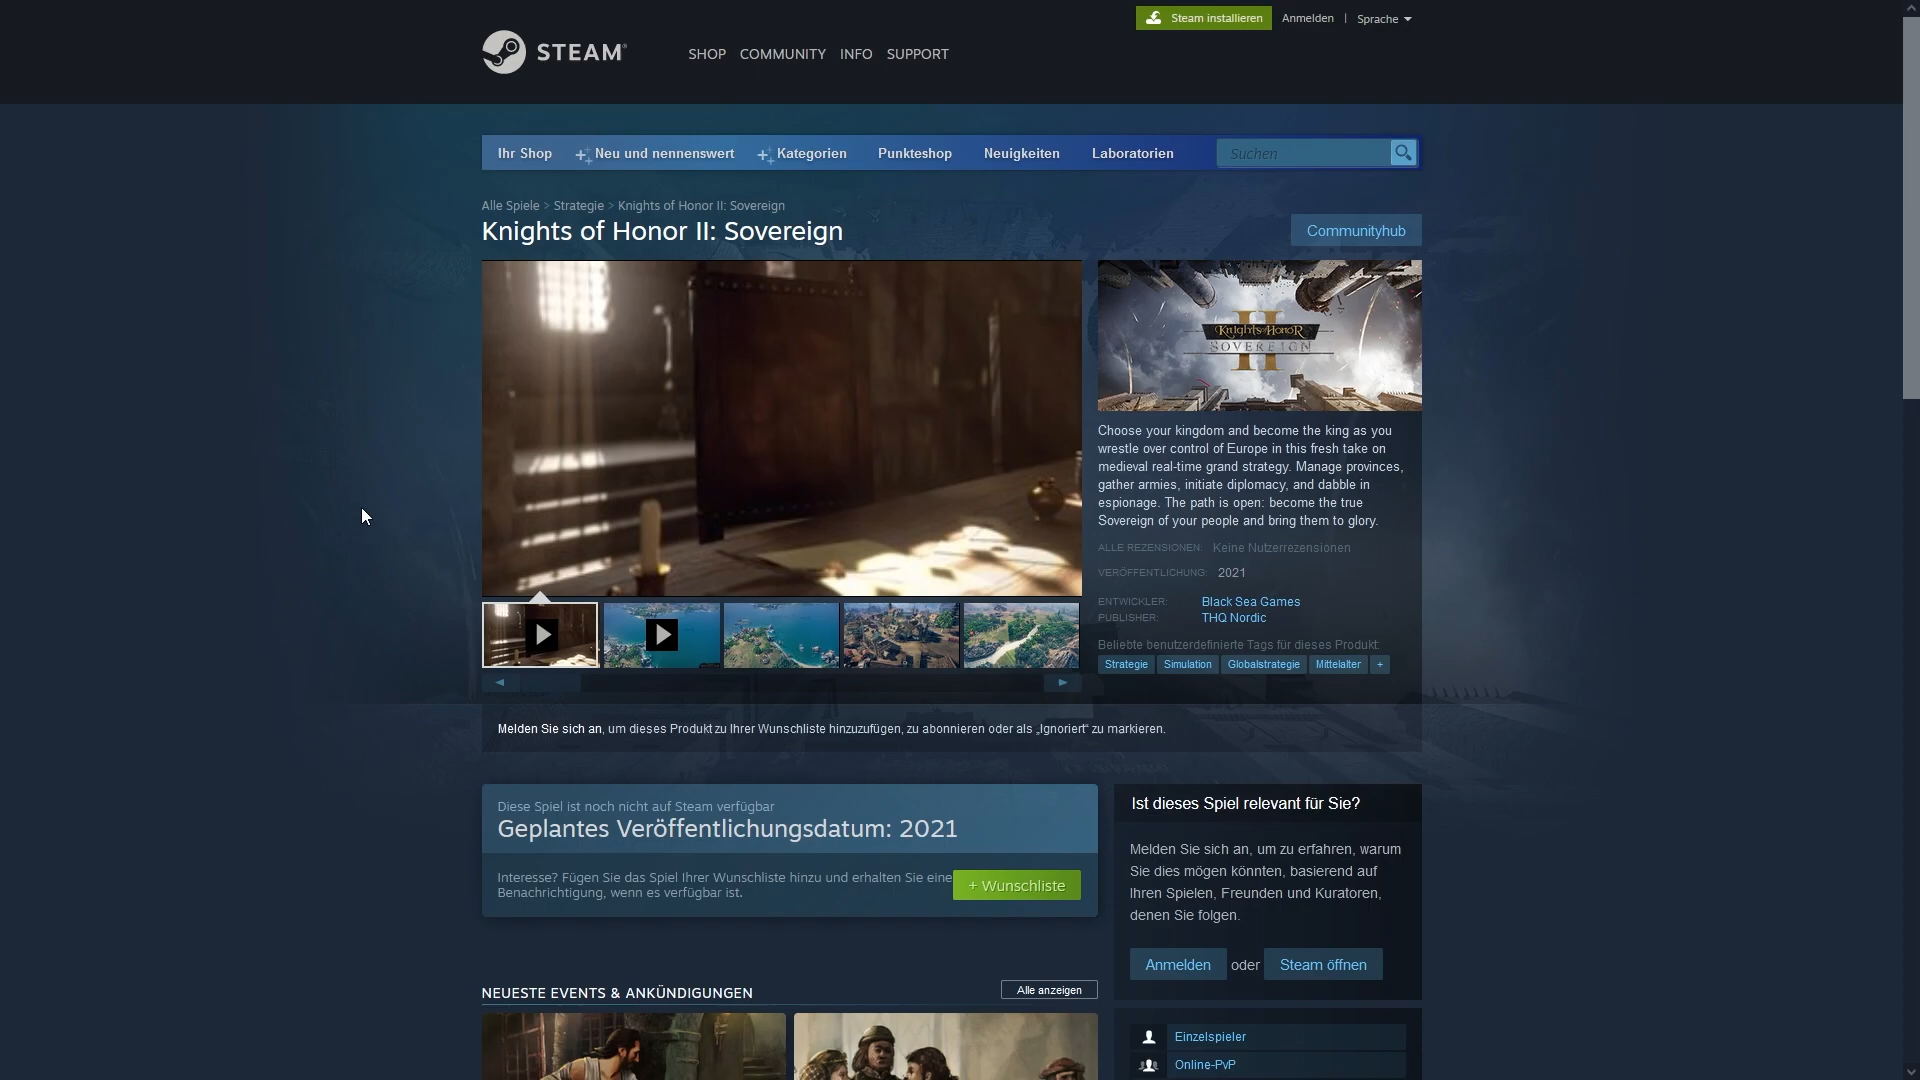 Steam installieren
Anmelden
|
Sprache
STEAM®
SHOP
COMMUNITY
INFO
SUPPORT
Ihr Shop
Neu und nennenswert
Kategorien
Punkteshop
Neuigkeiten
Laboratorien
Suchen
Alle Spiele > Strategie > Knights of Honor II: Sovereign
Knights of Honor II: Sovereign
Communityhub
II
Knights of Honor
SOVEREIGN
Choose your kingdom and become the king as you
wrestle over control of Europe in this fresh take on
medieval real-time grand strategy. Manage provinces,
gather armies, initiate diplomacy, and dabble in
espionage. The path is open: become the true
Sovereign of your people and bring them to glory.
ALLE REZENSIONEN: Keine Nutzerrezensionen
VERÖFFENTLICHUNG: 2021
ENTWICKLER: Black Sea Games
PUBLISHER: THQ Nordic
Beliebte benutzerdefinierte Tags für dieses Produkt:
Strategie
Simulation
Globalstrategie
Mittelalter
+
Melden Sie sich an, um dieses Produkt zu Ihrer Wunschliste hinzuzufügen, zu abonnieren oder als „Ignoriert“ zu markieren.
Diese Spiel ist noch nicht auf Steam verfügbar
Geplantes Veröffentlichungsdatum: 2021
Interesse? Fügen Sie das Spiel Ihrer Wunschliste hinzu und erhalten Sie eine
Benachrichtigung, wenn es verfügbar ist.
+ Wunschliste
Ist dieses Spiel relevant für Sie?
Melden Sie sich an, um zu erfahren, warum
Sie dies mögen könnten, basierend auf
Ihren Spielen, Freunden und Kuratoren,
denen Sie folgen.
Anmelden oder Steam öffnen
NEUESTE EVENTS & ANKÜNDIGUNGEN
Alle anzeigen
Einzelspieler
Online-PvP